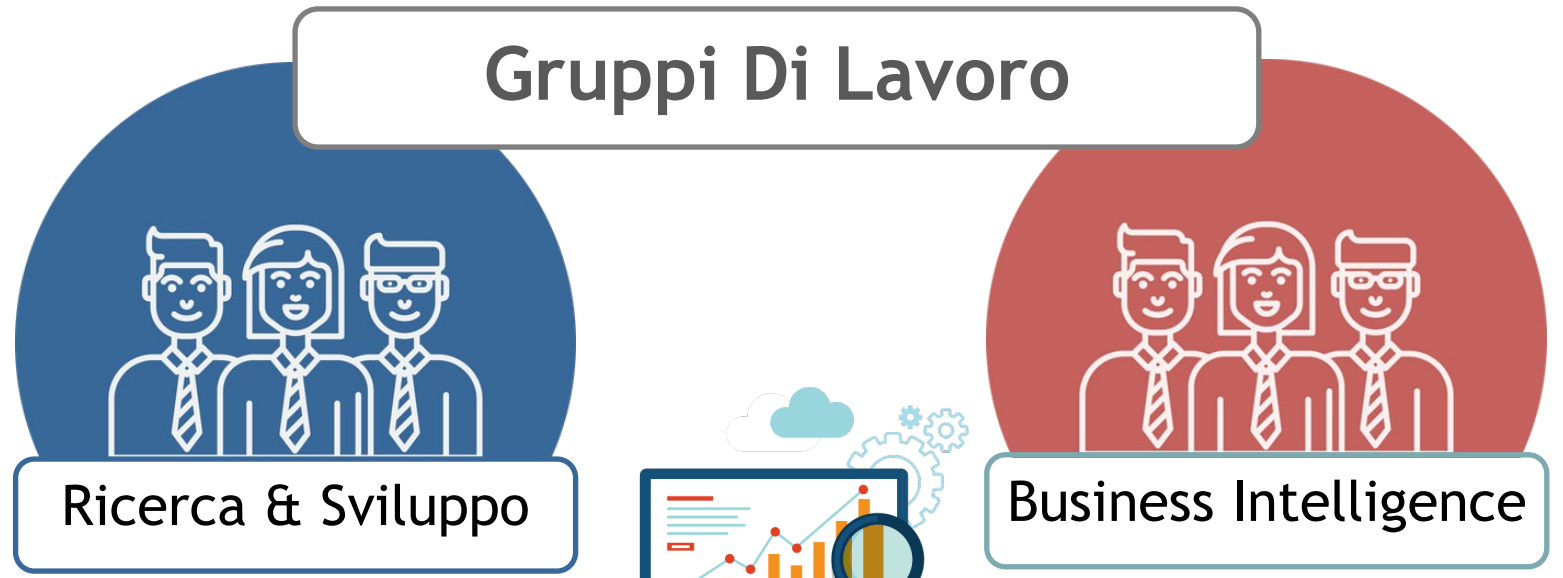 Gruppi Di Lavoro
Ricerca & Sviluppo
Business Intelligence